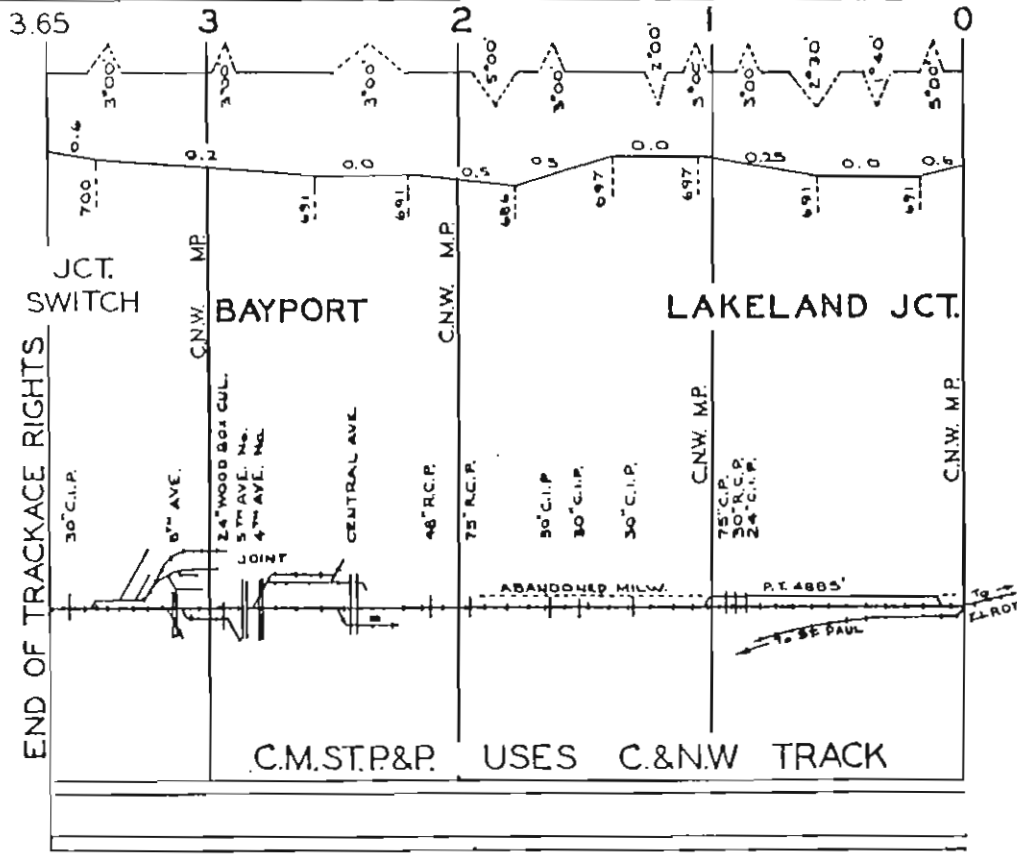 3.65 3 2 1 0
3°00' 3°00' 3°00' 5°00' 3°00' 2°00' 3°00' 3°00' 2°30' 1°40' 5°00'
0.6 0.2 0.0 0.5 0.5 0.0 0.25 0.0 0.6
700 691 691 686 697 697 691 691
C.N.W. MP.
C.N.W. M.P.
C.N.W. MP.
C.N.W. MP.
JCT.
SWITCH
BAYPORT
LAKELAND JCT.
END OF TRACKAGE RIGHTS
30" C.I.P.
8TH AVE.
24" WOOD BOX CUL.
5TH AVE. No.
4TH AVE. No.
CENTRAL AVE
48" R.C.P.
75" R.C.P.
30" C.I.P
30" C.I.P.
30" C.I.P.
75" C.P.
30" R.C.P.
24" C.I.P.
JOINT
ABANDONED MILW.
P.T. 4885'
To
ELROY
To ST. PAUL
C.M.ST.P.&P. USES C.&N.W TRACK